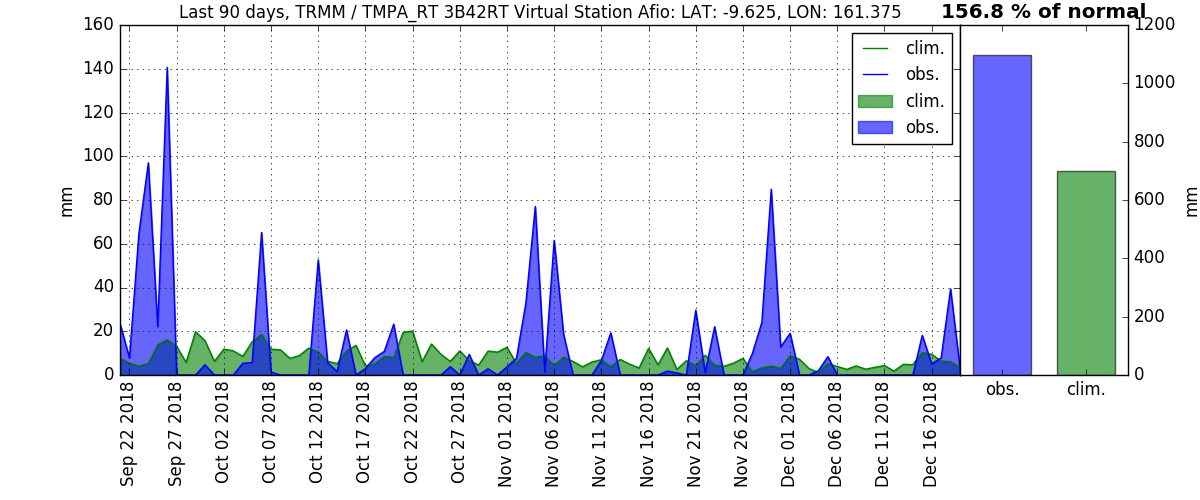 Last 90 days, TRMM / TMPA_RT 3B42RT Virtual Station Afio: LAT: -9.625, LON: 161.375
156.8 % of normal
160
140
120
100
80
60
40
20
0
mm
clim.
obs.
clim.
obs.
1200
1000
800
600
400
200
0
mm
Sep 22 2018
Sep 27 2018
Oct 02 2018
Oct 07 2018
Oct 12 2018
Oct 17 2018
Oct 22 2018
Oct 27 2018
Nov 01 2018
Nov 06 2018
Nov 11 2018
Nov 16 2018
Nov 21 2018
Nov 26 2018
Dec 01 2018
Dec 06 2018
Dec 11 2018
Dec 16 2018
obs.
clim.